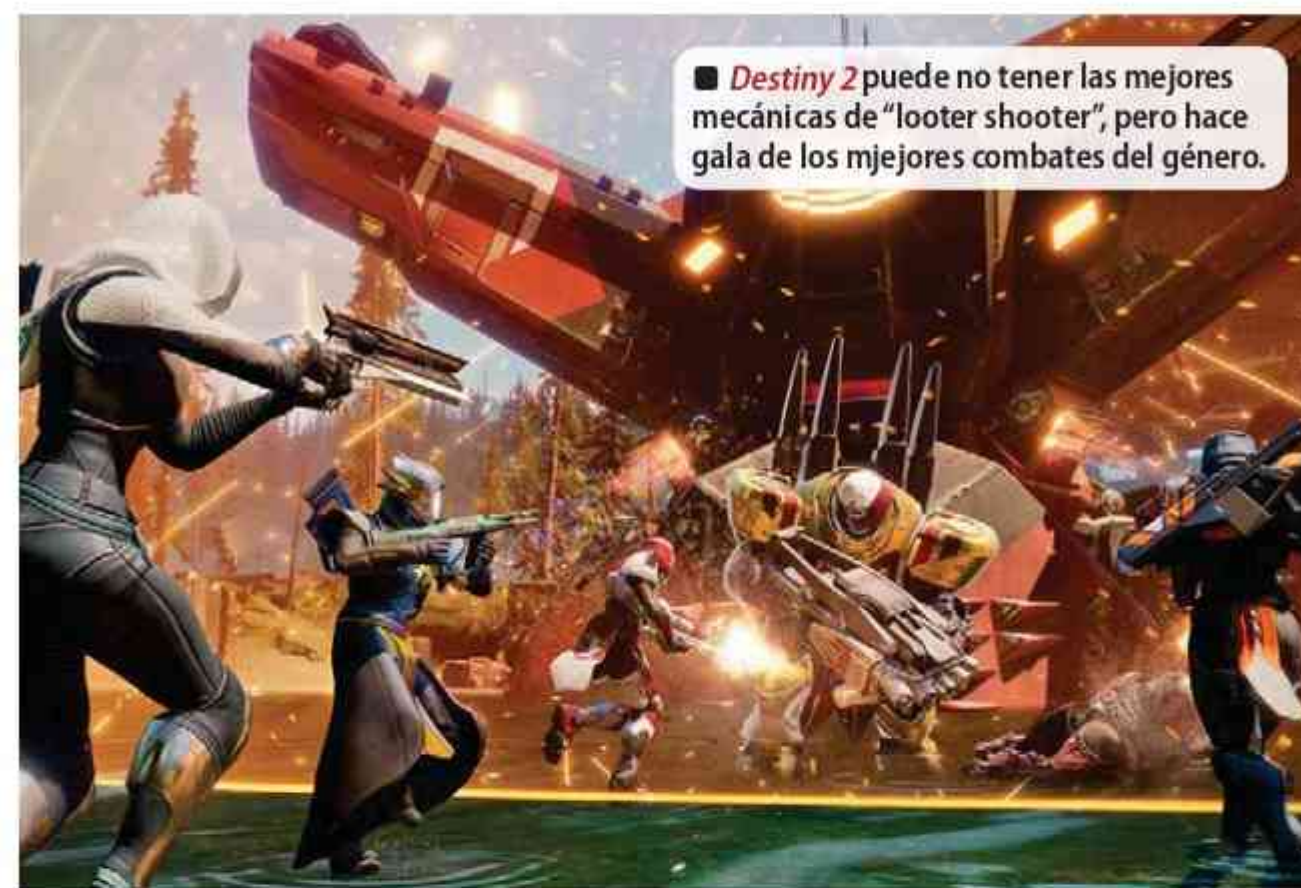 ■ Destiny 2 puede no tener las mejores
mecánicas de “looter shooter”, pero hace
gala de los mjejores combates del género.